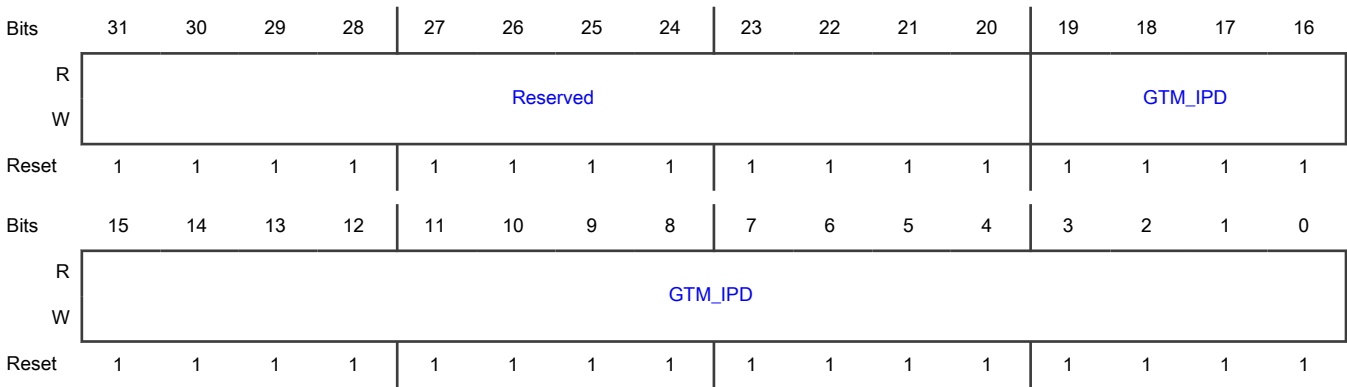 Bits 31 30 29 28 27 26 25 24 23 22 21 20 19 18 17 16
R
Reserved GTM_IPD
W
Reset 1 1 1 1 1 1 1 1 1 1 1 1 1 1 1 1
Bits 15 14 13 12 11 10 9 8 7 6 5 4 3 2 1 0
R
GTM_IPD
W
Reset 1 1 1 1 1 1 1 1 1 1 1 1 1 1 1 1